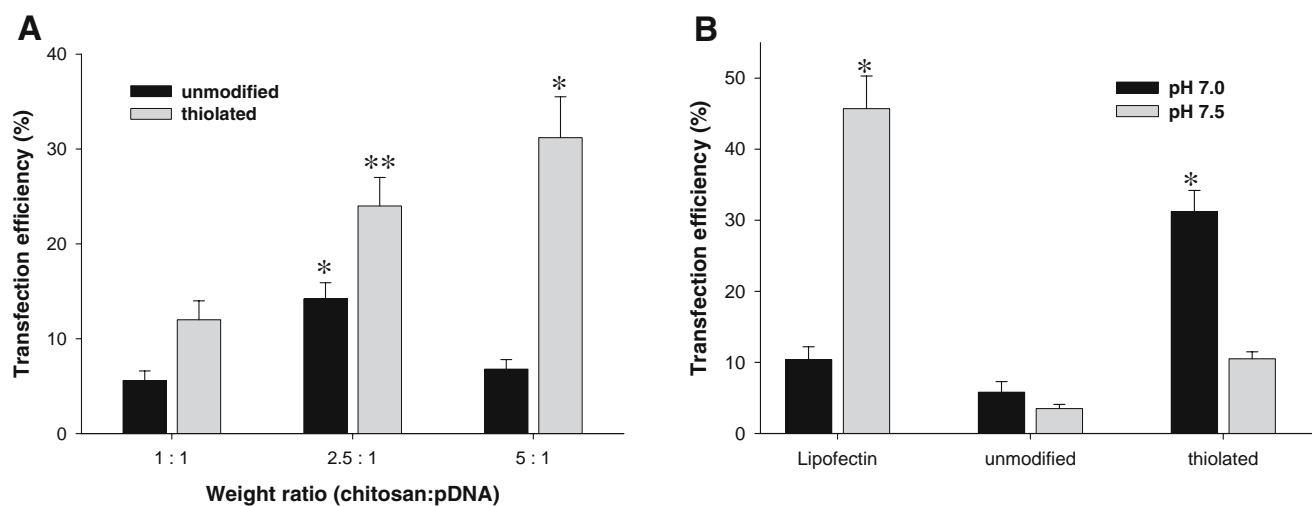 A
Transfection efficiency (%)
40
30
20
10
0
unmodified
thiolated
*
**
*
1 : 1
2.5 : 1
5 : 1
Weight ratio (chitosan:pDNA)
B
Transfection efficiency (%)
50
40
30
20
10
0
pH 7.0
pH 7.5
*
*
Lipofectin
unmodified
thiolated